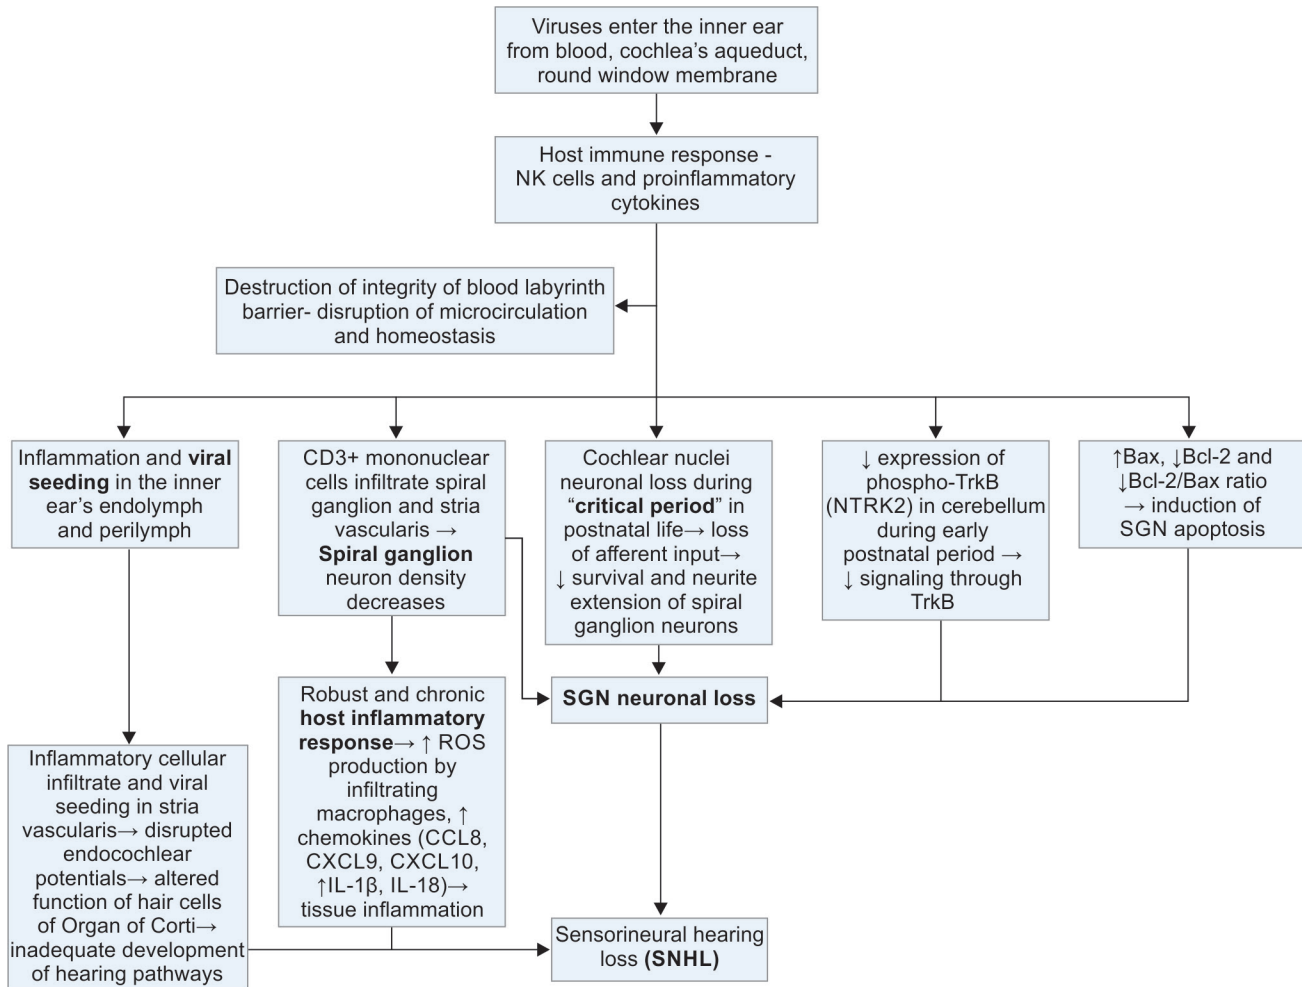 Viruses enter the inner ear
from blood, cochlea's aqueduct,
round window membrane
Host immune response -
NK cells and proinflammatory
cytokines
Destruction of integrity of blood labyrinth
barrier- disruption of microcirculation
and homeostasis
Inflammation and viral
seeding in the inner
ear's endolymph
and perilymph
CD3+ mononuclear
cells infiltrate spiral
ganglion and stria
vascularis →
Spiral ganglion
neuron density
decreases
Cochlear nuclei
neuronal loss during
“critical period” in
postnatal life→ loss
of afferent input→
↓ survival and neurite
extension of spiral
ganglion neurons
↓ expression of
phospho-TrkB
(NTRK2) in cerebellum
during early
postnatal period →
↓ signaling through
TrkB
↑Bax, ↓Bcl-2 and
↓Bcl-2/Bax ratio
→ induction of
SGN apoptosis
Robust and chronic
host inflammatory
response→ ↑ ROS
production by
infiltrating
macrophages, ↑
chemokines (CCL8,
CXCL9, CXCL10,
↑IL-1β, IL-18)→
tissue inflammation
SGN neuronal loss
Inflammatory cellular
infiltrate and viral
seeding in stria
vascularis→ disrupted
endocochlear
potentials→ altered
function of hair cells
of Organ of Corti→
inadequate development
of hearing pathways
Sensorineural hearing
loss (SNHL)